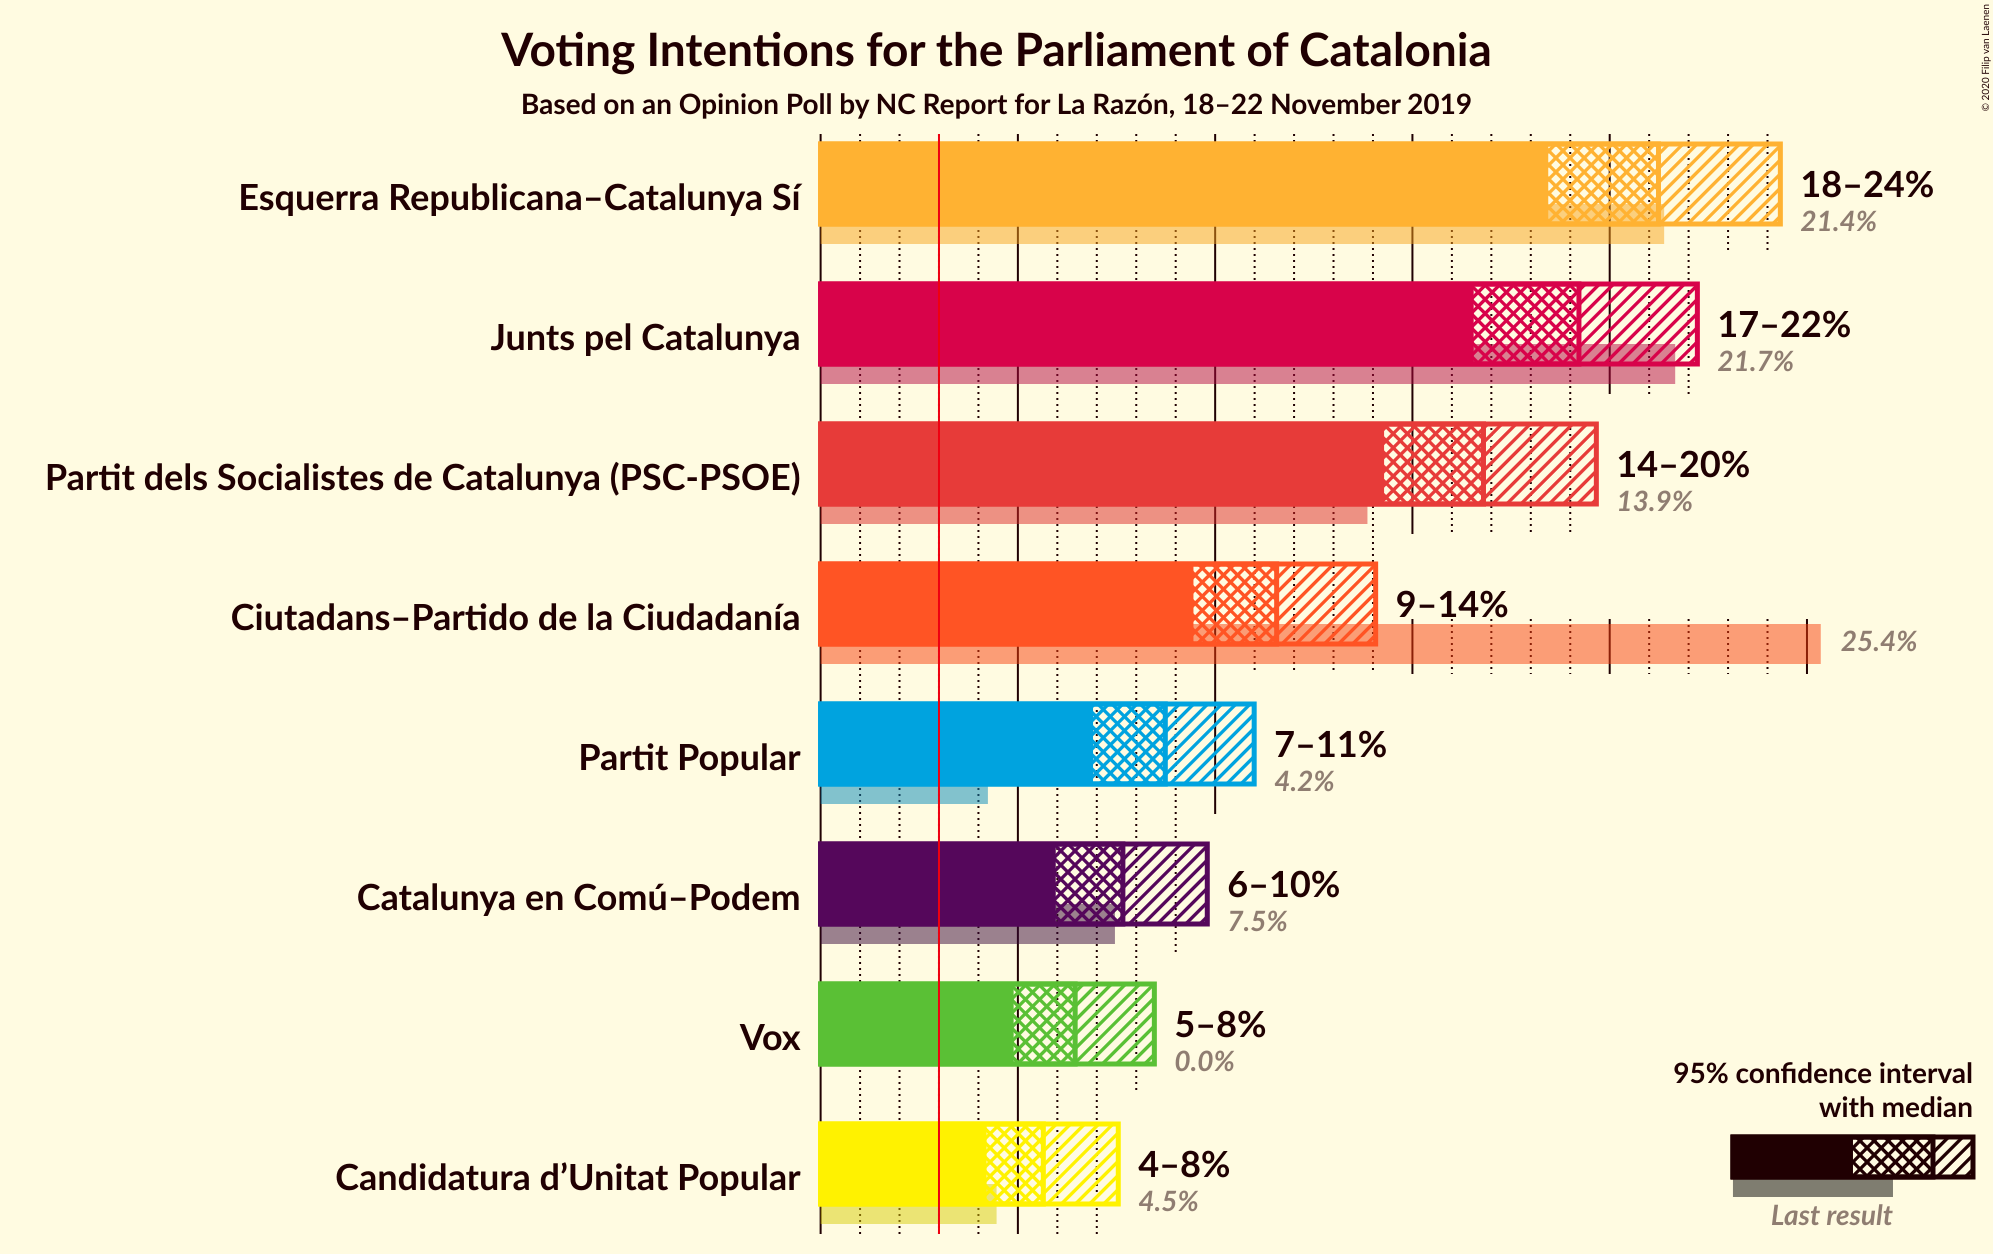 Voting Intentions for the Parliament of Catalonia
Based on an Opinion Poll by NC Report for La Razón, 18–22 November 2019
© 2020 Filip van Laenen
Esquerra Republicana–Catalunya Sí
18–24%
21.4%
Junts pel Catalunya
17–22%
21.7%
Partit dels Socialistes de Catalunya (PSC-PSOE)
14–20%
13.9%
Ciutadans–Partido de la Ciudadanía
9–14%
25.4%
Partit Popular
7–11%
4.2%
Catalunya en Comú–Podem
6–10%
7.5%
Vox
5–8%
0.0%
Candidatura d’Unitat Popular
4–8%
4.5%
95% confidence interval
with median
Last result